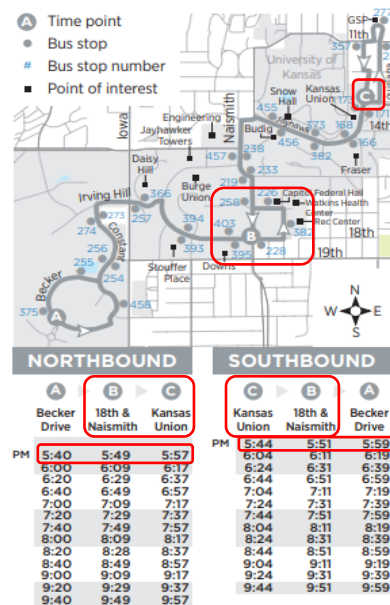 A Time point
Bus stop
# Bus stop number
Point of interest
277
GSP
11th
357
University of
Kansas
Snow
Hall
Kansas
Union
173
C
Louisiana
171
14th
455
Jayhawk
373
168
166
Engineering
Jayhawker
Towers
Iowa
Naismith
Budig
456
382
Fraser
457
238
Daisy
Hill
233
219
Burge
Union
226
Capitol Federal Hall
Watkins Health
Center
Rec Center
Irving Hill
366
258
382
18th
273
257
394
403
B
274
Constant
256
393
395
228
19th
255
254
Stouffer
Place
Downs
Becker
458
375
A
N
W E
S
NORTHBOUND
A B C
Becker 18th & Kansas
Drive Naismith Union
PM 5:40 5:49 5:57
6:00 6:09 6:17
6:20 6:29 6:37
6:40 6:49 6:57
7:00 7:09 7:17
7:20 7:29 7:37
7:40 7:49 7:57
8:00 8:09 8:17
8:20 8:28 8:37
8:40 8:49 8:57
9:00 9:09 9:17
9:20 9:29 9:37
9:40 9:49 9:57
SOUTHBOUND
C B A
Kansas 18th & Becker
Union Naismith Drive
PM 5:44 5:51 5:59
6:04 6:11 6:19
6:24 6:31 6:39
6:44 6:51 6:59
7:04 7:11 7:19
7:24 7:31 7:39
7:44 7:51 7:59
8:04 8:11 8:19
8:24 8:31 8:39
8:44 8:51 8:59
9:04 9:11 9:19
9:24 9:31 9:39
9:44 9:51 9:59